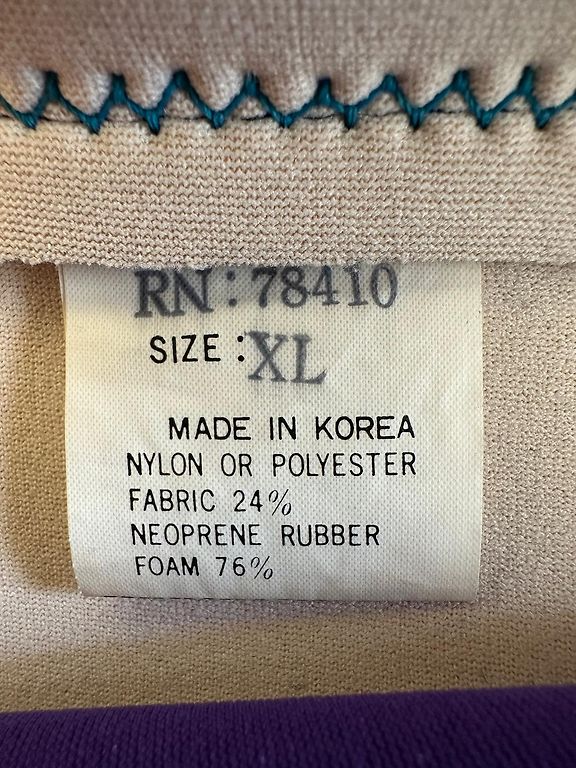 RN: 78410
SIZE: XL
MADE IN KOREA
NYLON OR POLYESTER
FABRIC 24%
NEOPRENE RUBBER
FOAM 76%